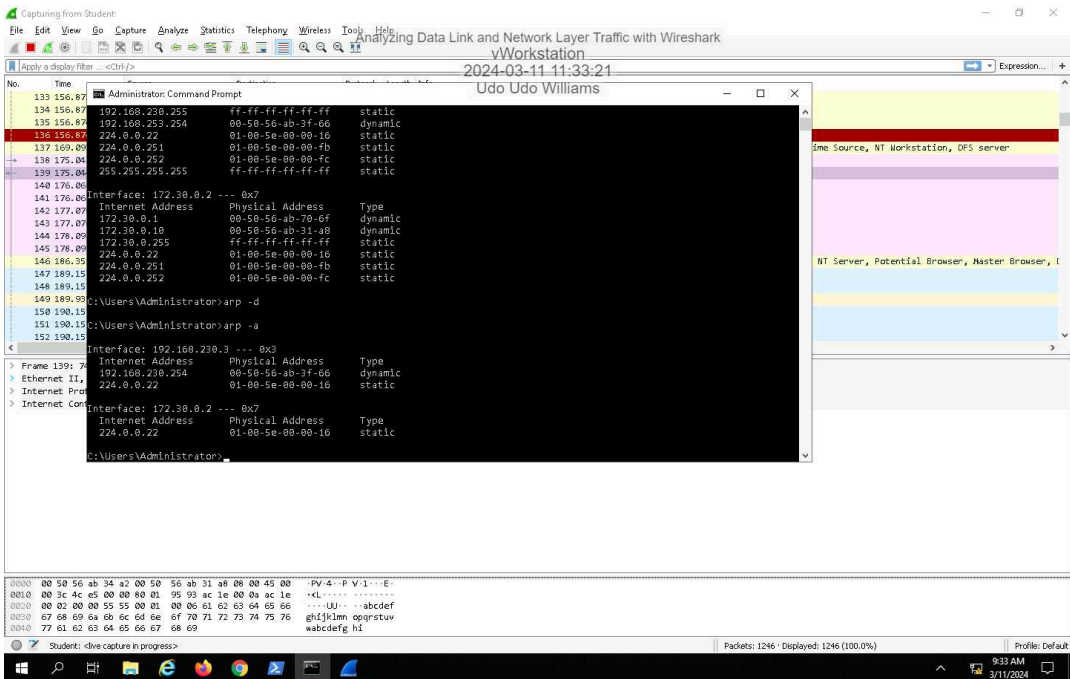 Capturing from Student
File Edit View Go Capture Analyze Statistics Telephony Wireless Tools Help
Analyzing Data Link and Network Layer Traffic with Wireshark
vWorkstation
2024-03-11 11:33:21
Udo Udo Williams
Apply a display filter ... <Ctrl-/>
Expression... +
No. Time
133 156.87
134 156.87
135 156.87
136 156.87
137 169.09
ime Source, NT Workstation, DFS server
138 175.04
139 175.04
140 176.06
141 176.06
142 177.07
143 177.07
144 178.09
145 178.09
146 186.35
NT Server, Potential Browser, Master Browser,
147 189.15
148 189.15
149 189.93
150 190.15
151 190.15
152 190.15
Administrator: Command Prompt
192.168.230.255 ff-ff-ff-ff-ff-ff static
192.168.253.254 00-50-56-ab-3f-66 dynamic
224.0.0.22 01-00-5e-00-00-16 static
224.0.0.251 01-00-5e-00-00-fb static
224.0.0.252 01-00-5e-00-00-fc static
255.255.255.255 ff-ff-ff-ff-ff-ff static
Interface: 172.30.0.2 --- 0x7
Internet Address Physical Address Type
172.30.0.1 00-50-56-ab-70-6f dynamic
172.30.0.10 00-50-56-ab-31-a8 dynamic
172.30.0.255 ff-ff-ff-ff-ff-ff static
224.0.0.22 01-00-5e-00-00-16 static
224.0.0.251 01-00-5e-00-00-fb static
224.0.0.252 01-00-5e-00-00-fc static
C:\Users\Administrator>arp -d
C:\Users\Administrator>arp -a
Interface: 192.168.230.3 --- 0x3
Internet Address Physical Address Type
192.168.230.254 00-50-56-ab-3f-66 dynamic
224.0.0.22 01-00-5e-00-00-16 static
Interface: 172.30.0.2 --- 0x7
Internet Address Physical Address Type
224.0.0.22 01-00-5e-00-00-16 static
C:\Users\Administrator>
Frame 139: 74
Ethernet II,
Internet Prot
Internet Cont
0000 00 50 56 ab 34 a2 00 50 56 ab 31 a8 08 00 45 00 ·PV·4··P V·1···E·
0010 00 3c 4c e5 00 00 80 01 95 93 ac 1e 00 0a ac 1e ·<L····· ········
0020 00 02 00 00 55 55 00 01 00 06 61 62 63 64 65 66 ····UU·· ··abcdef
0030 67 68 69 6a 6b 6c 6d 6e 6f 70 71 72 73 74 75 76 ghijklmn opqrstuv
0040 77 61 62 63 64 65 66 67 68 69 wabcdefg hi
Student: <live capture in progress>
Packets: 1246 · Displayed: 1246 (100.0%)
Profile: Default
9:33 AM
3/11/2024